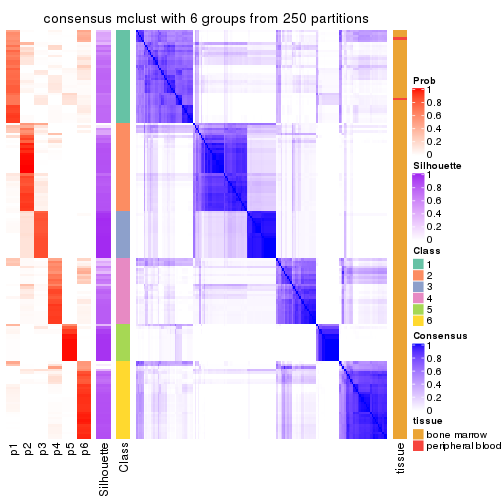 consensus mclust with 6 groups from 250 partitions
Prob
1
0.8
0.6
0.4
0.2
0
Silhouette
1
0.8
0.6
0.4
0.2
0
Class
1
2
3
4
5
6
Consensus
1
0.8
0.6
0.4
0.2
0
tissue
bone marrow
peripheral blood
p1
p2
p3
p4
p5
p6
Silhouette
Class
tissue